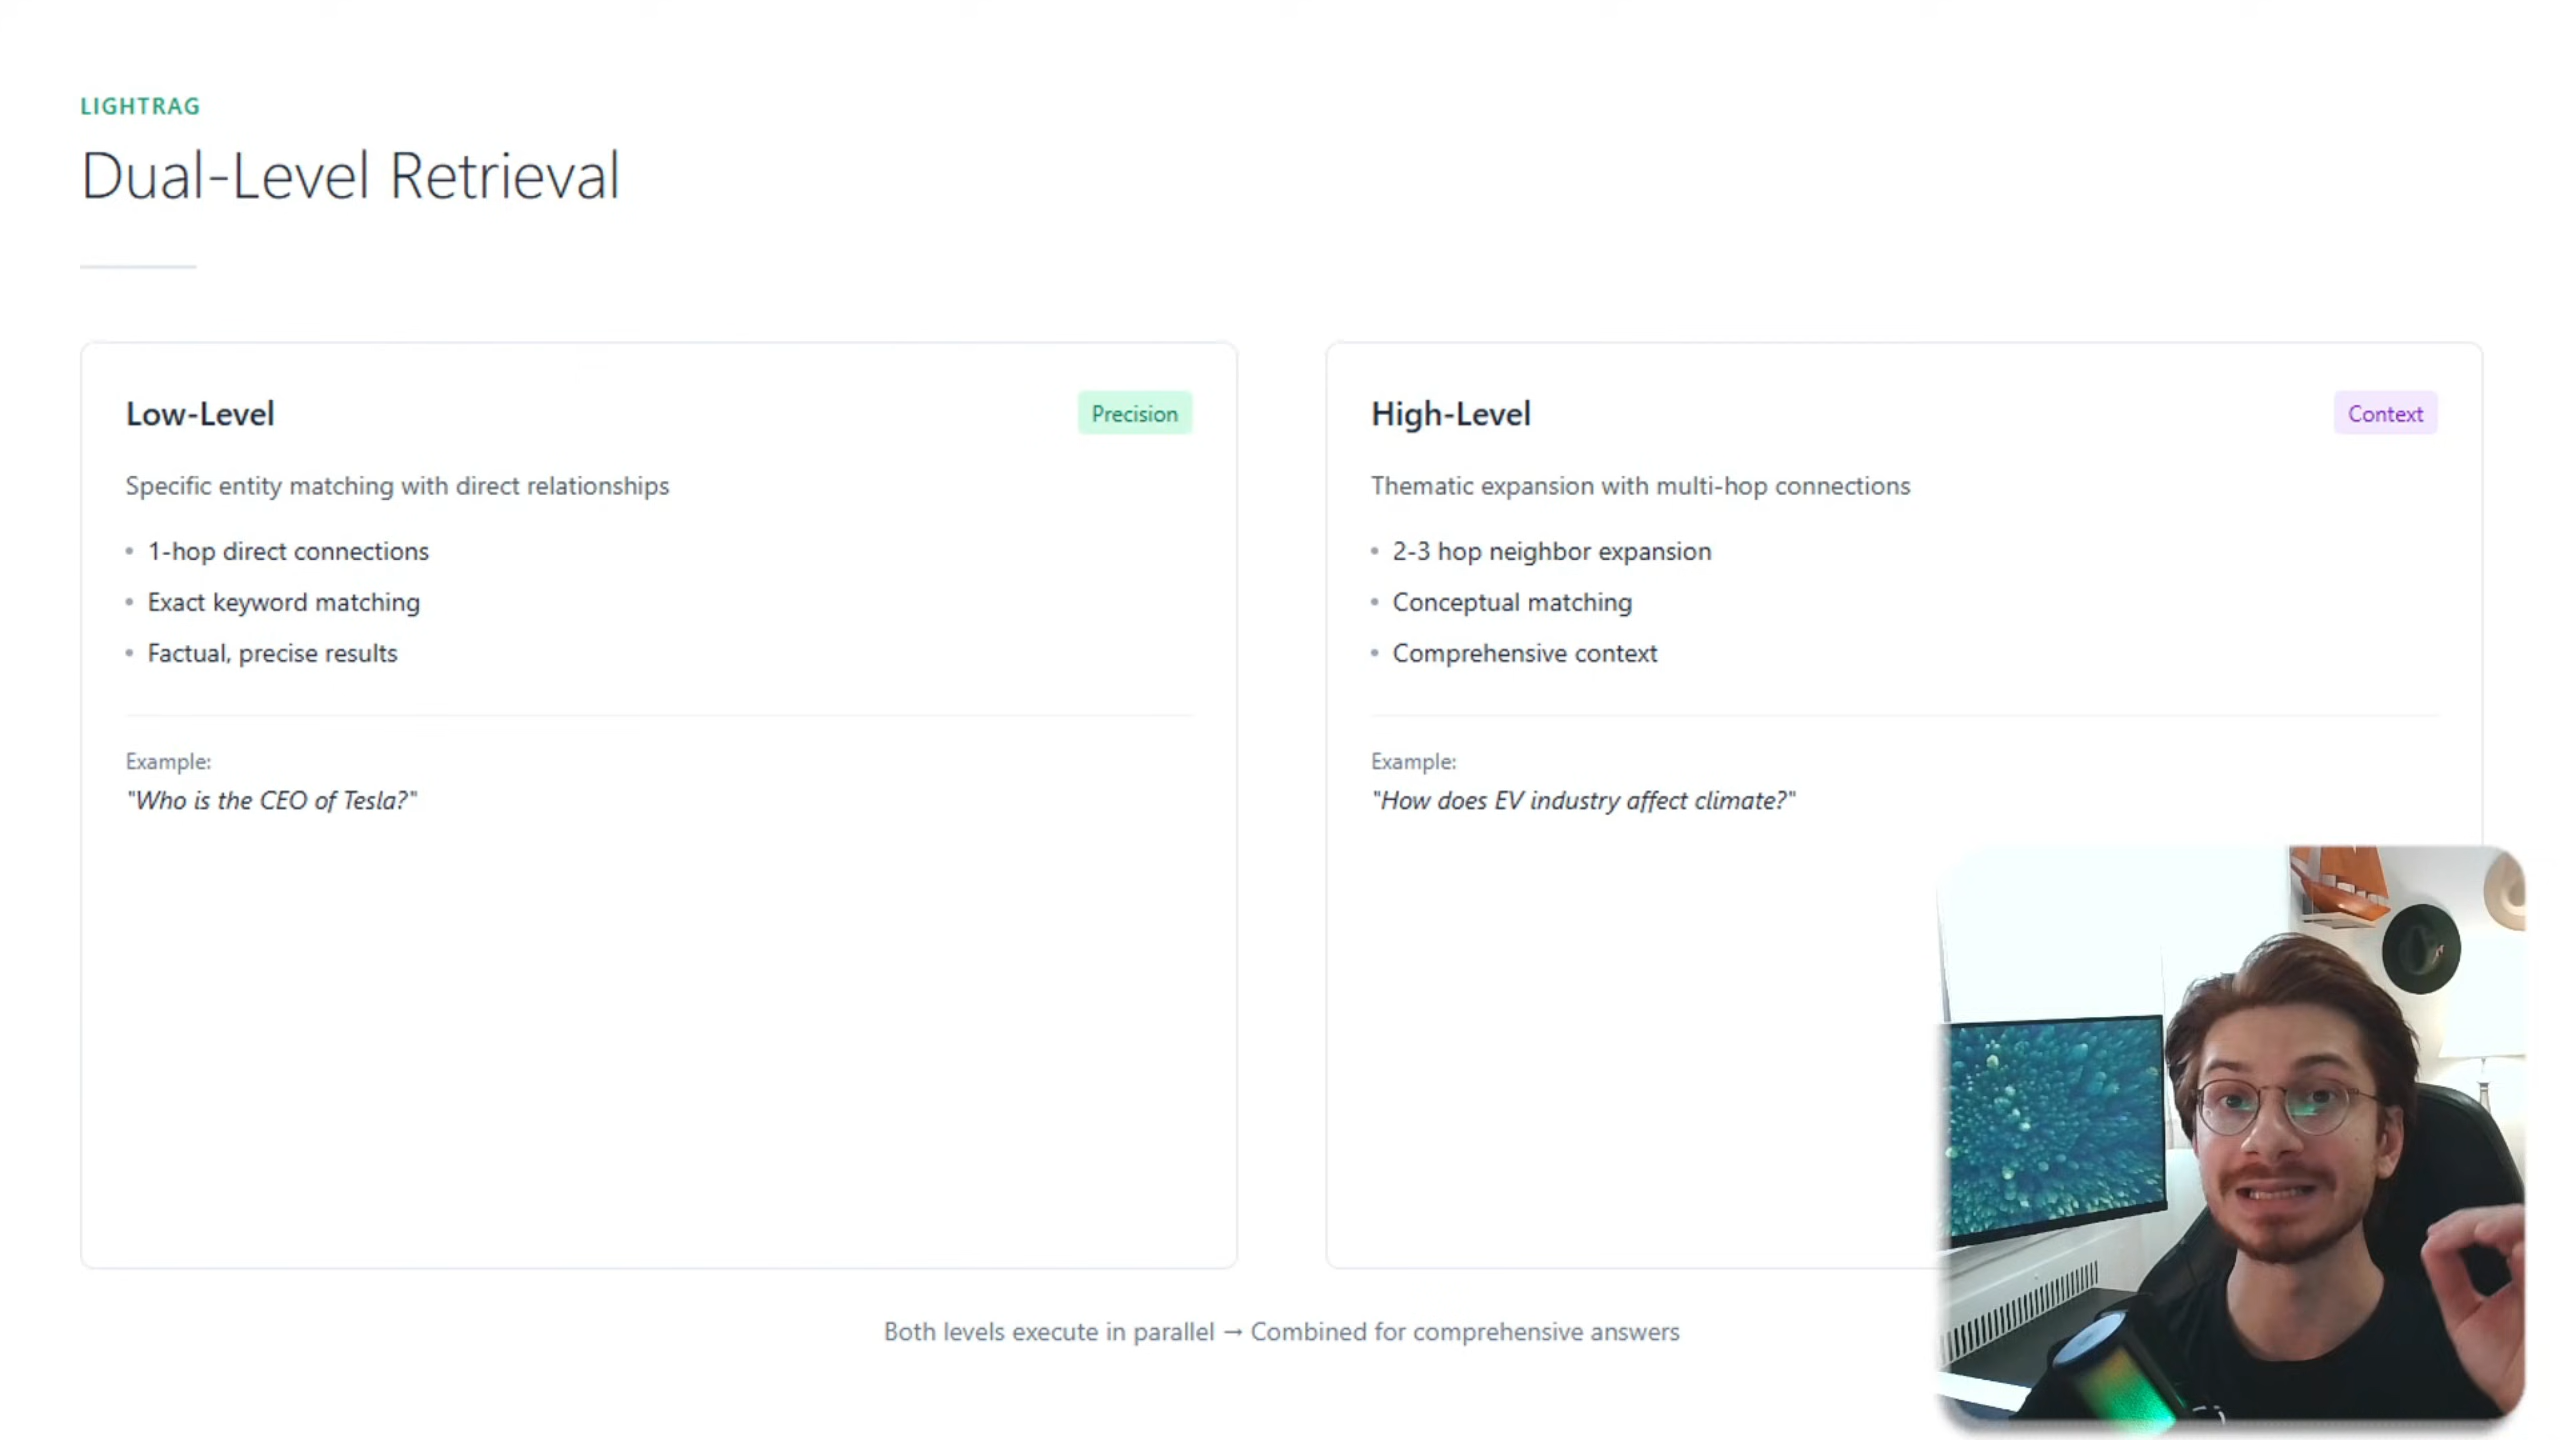 LIGHTRAG
Dual-Level Retrieval
Low-Level
Precision
Specific entity matching with direct relationships
• 1-hop direct connections
• Exact keyword matching
• Factual, precise results
Example:
"Who is the CEO of Tesla?"
High-Level
Context
Thematic expansion with multi-hop connections
• 2-3 hop neighbor expansion
• Conceptual matching
• Comprehensive context
Example:
"How does EV industry affect climate?"
Both levels execute in parallel → Combined for comprehensive answers